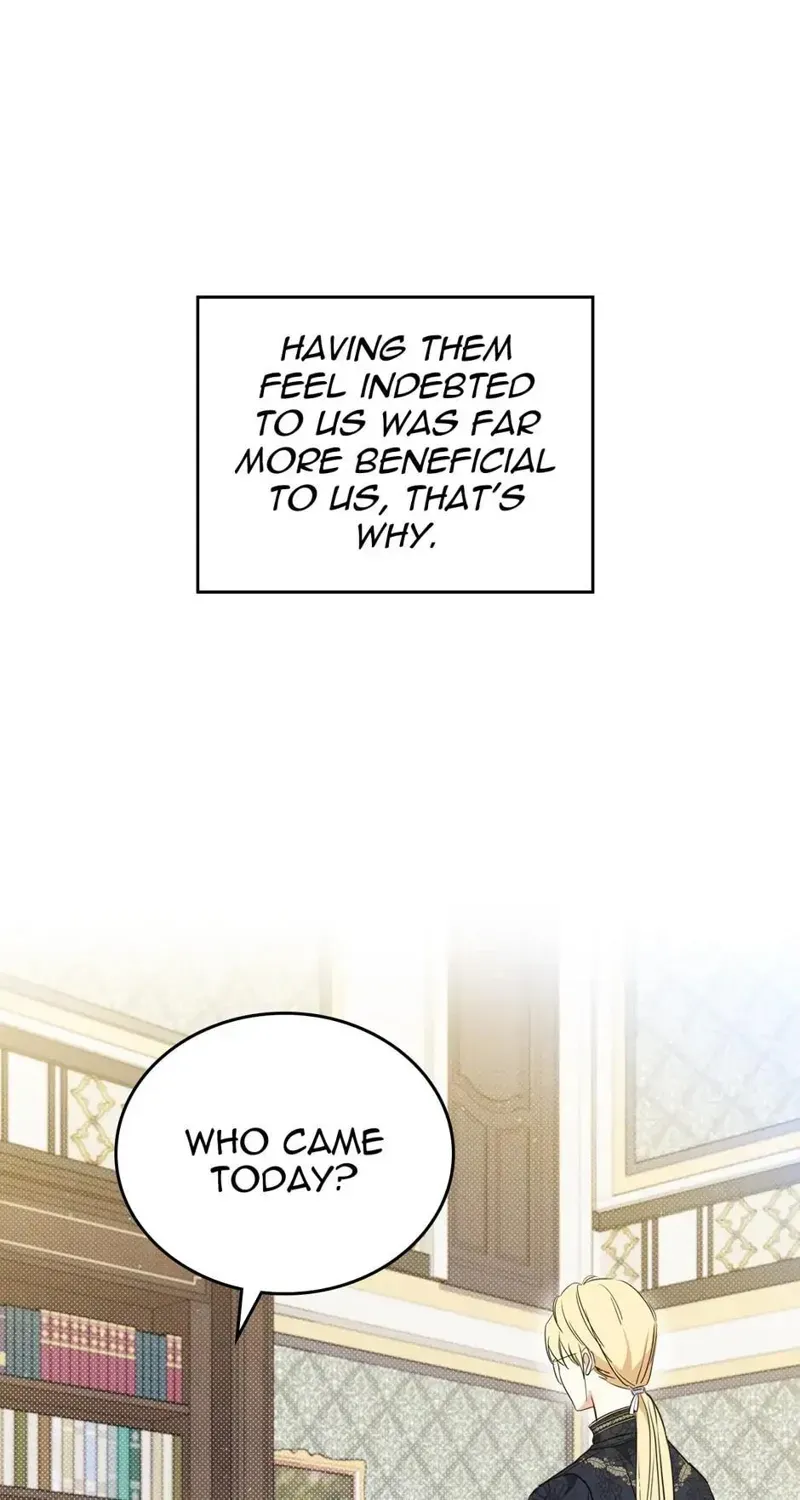 HAVING THEM
FEEL INDEBTED
TO US WAS FAR
MORE BENEFICIAL
TO US, THAT'S
WHY.
WHO CAME
TODAY?